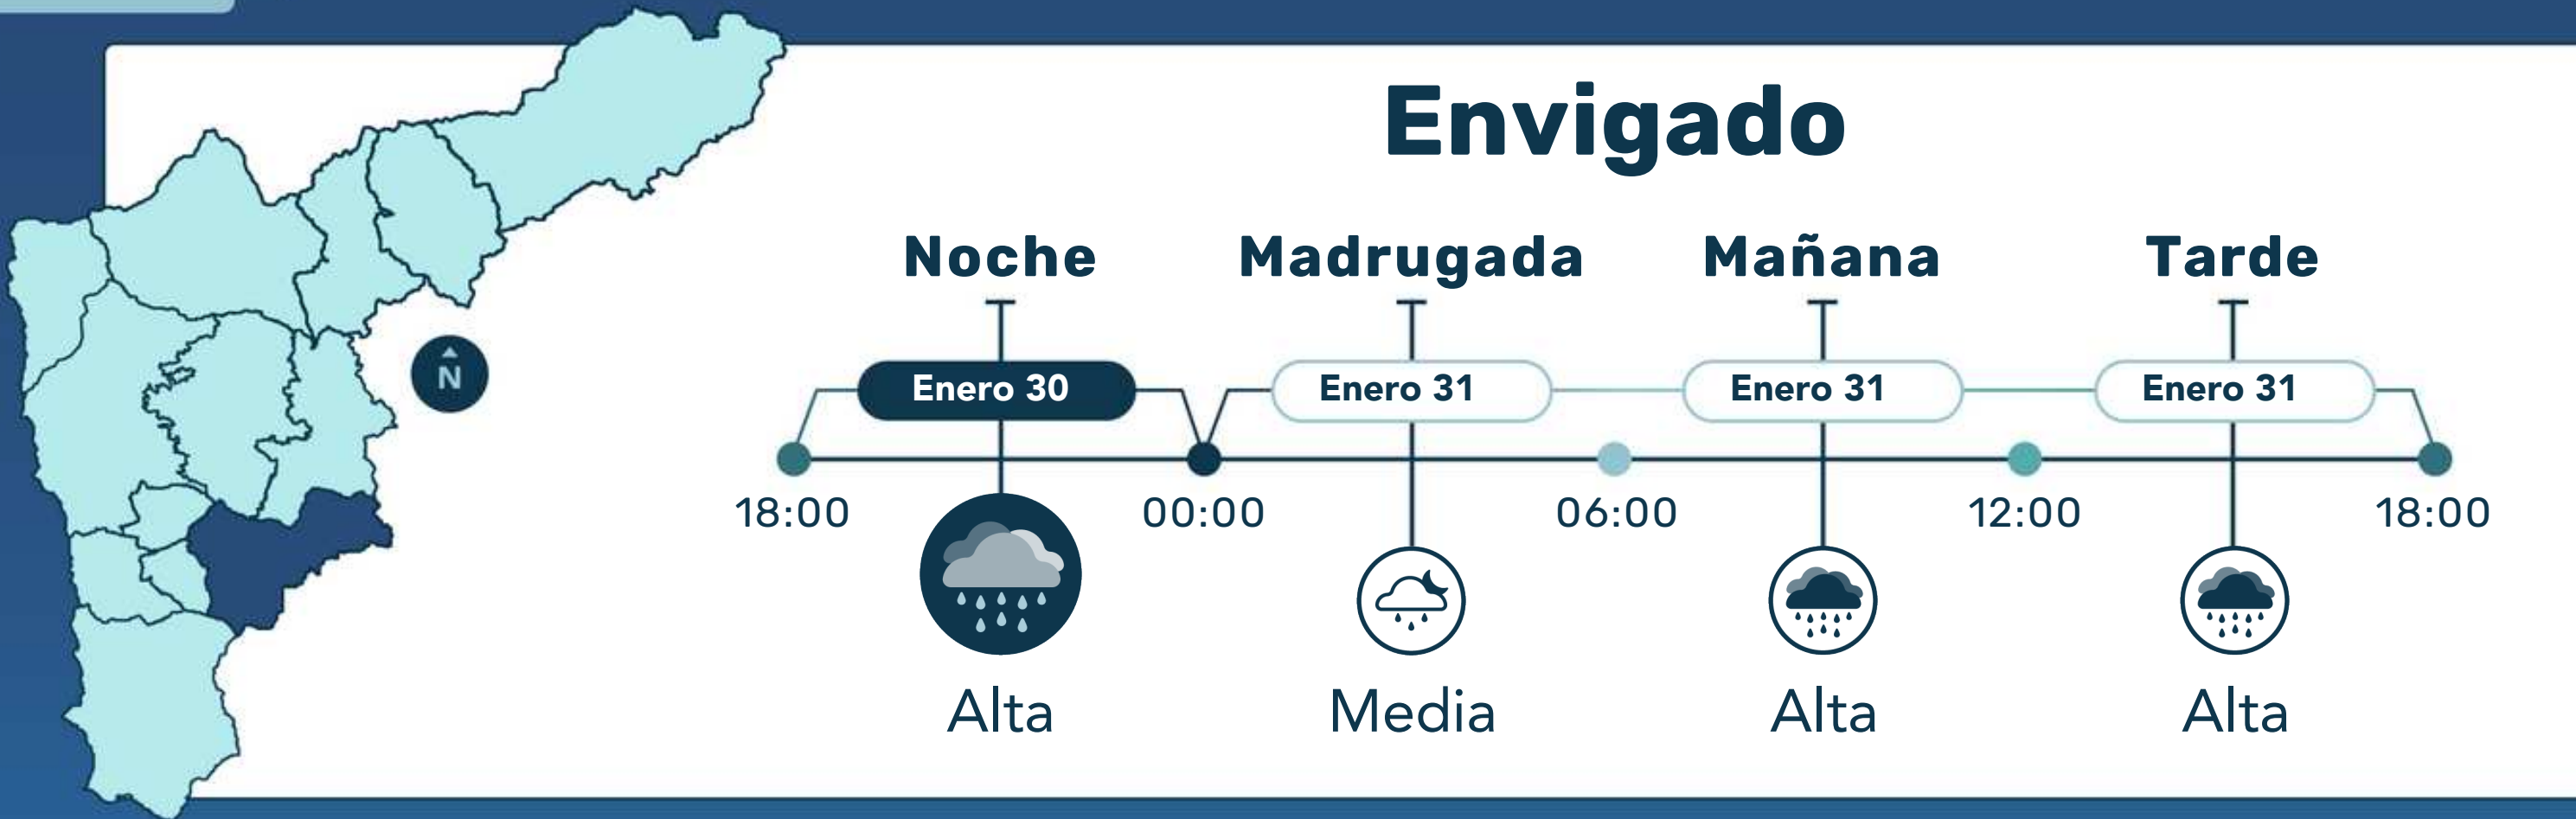 Envigado
Noche Madrugada Mañana Tarde
N
Enero 30 Enero 31 Enero 31 Enero 31
18:00 00:00 06:00 12:00 18:00
Alta Media Alta Alta